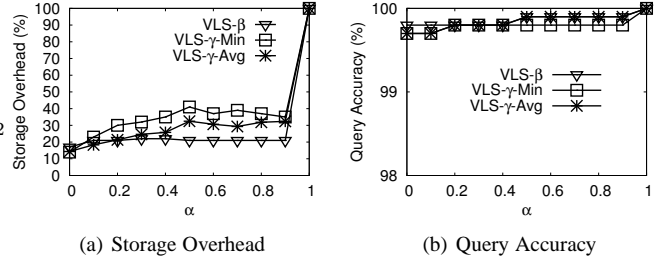 Storage Overhead (%)
100
90
80
70
60
50
40
30
20
10
0
0 0.2 0.4 0.6 0.8 1
α
VLS-β
VLS-γ-Min
VLS-γ-Avg
(a) Storage Overhead
Query Accuracy (%)
100
99
98
0 0.2 0.4 0.6 0.8 1
α
VLS-β
VLS-γ-Min
VLS-γ-Avg
(b) Query Accuracy